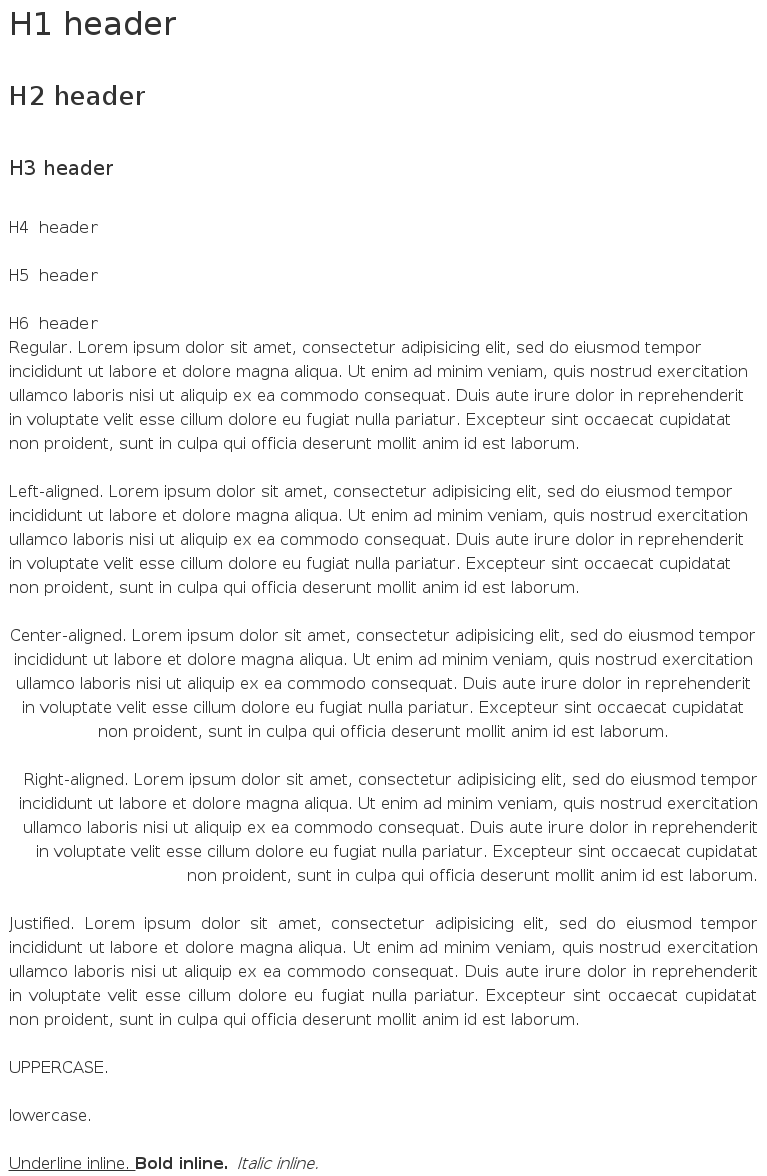 H1 header
H2 header
H3 header
H4 header
H5 header
H6 header
Regular. Lorem ipsum dolor sit amet, consectetur adipisicing elit, sed do eiusmod tempor
incididunt ut labore et dolore magna aliqua. Ut enim ad minim veniam, quis nostrud exercitation
ullamco laboris nisi ut aliquip ex ea commodo consequat. Duis aute irure dolor in reprehenderit
in voluptate velit esse cillum dolore eu fugiat nulla pariatur. Excepteur sint occaecat cupidatat
non proident, sunt in culpa qui officia deserunt mollit anim id est laborum.
Left-aligned. Lorem ipsum dolor sit amet, consectetur adipisicing elit, sed do eiusmod tempor
incididunt ut labore et dolore magna aliqua. Ut enim ad minim veniam, quis nostrud exercitation
ullamco laboris nisi ut aliquip ex ea commodo consequat. Duis aute irure dolor in reprehenderit
in voluptate velit esse cillum dolore eu fugiat nulla pariatur. Excepteur sint occaecat cupidatat
non proident, sunt in culpa qui officia deserunt mollit anim id est laborum.
Center-aligned. Lorem ipsum dolor sit amet, consectetur adipisicing elit, sed do eiusmod tempor
incididunt ut labore et dolore magna aliqua. Ut enim ad minim veniam, quis nostrud exercitation
ullamco laboris nisi ut aliquip ex ea commodo consequat. Duis aute irure dolor in reprehenderit
in voluptate velit esse cillum dolore eu fugiat nulla pariatur. Excepteur sint occaecat cupidatat
non proident, sunt in culpa qui officia deserunt mollit anim id est laborum.
Right-aligned. Lorem ipsum dolor sit amet, consectetur adipisicing elit, sed do eiusmod tempor
incididunt ut labore et dolore magna aliqua. Ut enim ad minim veniam, quis nostrud exercitation
ullamco laboris nisi ut aliquip ex ea commodo consequat. Duis aute irure dolor in reprehenderit
in voluptate velit esse cillum dolore eu fugiat nulla pariatur. Excepteur sint occaecat cupidatat
non proident, sunt in culpa qui officia deserunt mollit anim id est laborum.
Justified. Lorem ipsum dolor sit amet, consectetur adipisicing elit, sed do eiusmod tempor
incididunt ut labore et dolore magna aliqua. Ut enim ad minim veniam, quis nostrud exercitation
ullamco laboris nisi ut aliquip ex ea commodo consequat. Duis aute irure dolor in reprehenderit
in voluptate velit esse cillum dolore eu fugiat nulla pariatur. Excepteur sint occaecat cupidatat
non proident, sunt in culpa qui officia deserunt mollit anim id est laborum.
UPPERCASE.
lowercase.
Underline inline. Bold inline. Italic inline.